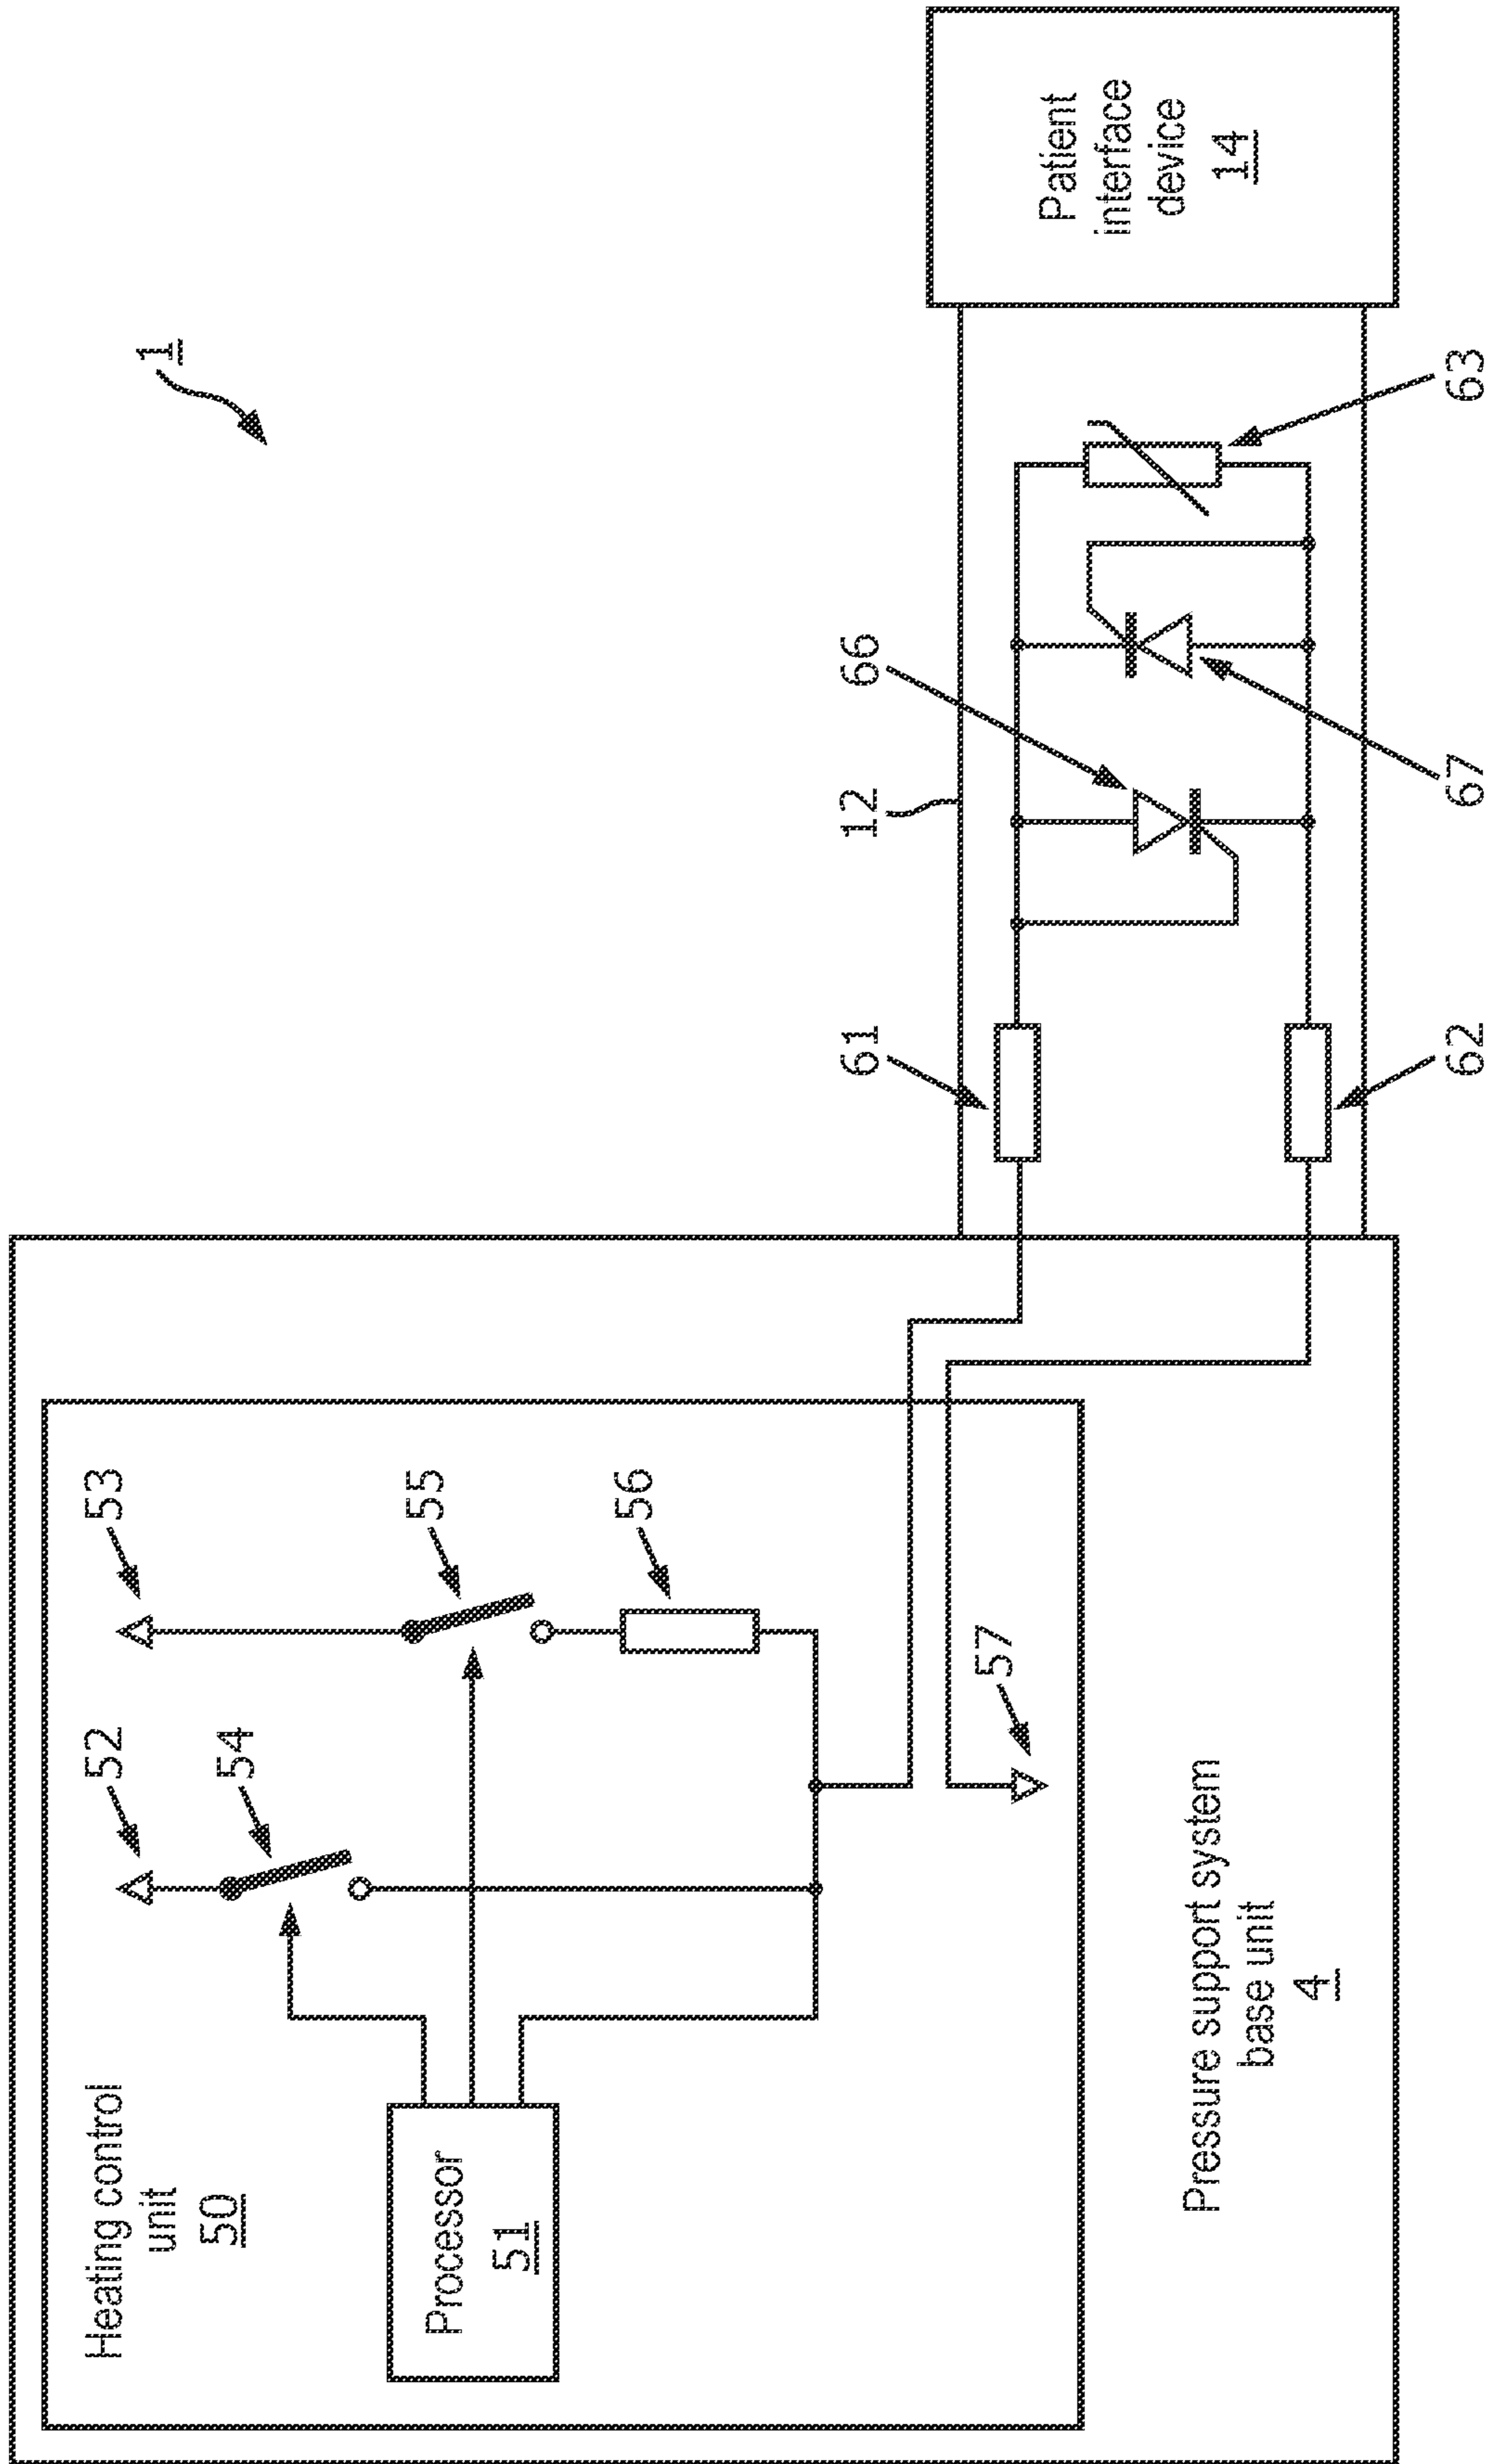 1
Heating control
unit
50
52
53
54
55
56
Processor
51
57
Pressure support system
base unit
4
61
12
66
62
67
63
Patient
interface
device
14